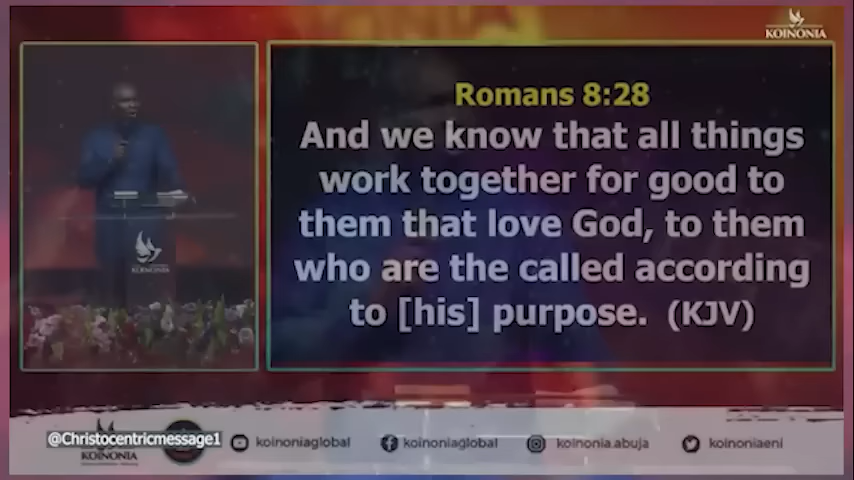 KOINONIA
Romans 8:28
And we know that all things
work together for good to
them that love God, to them
who are the called according
to [his] purpose. (KJV)
KOINONIA
@Christocentricmessage1
KOINONIA
koinoniaglobal
koinoniaglobal
koinonia.abuja
koinoniaeni